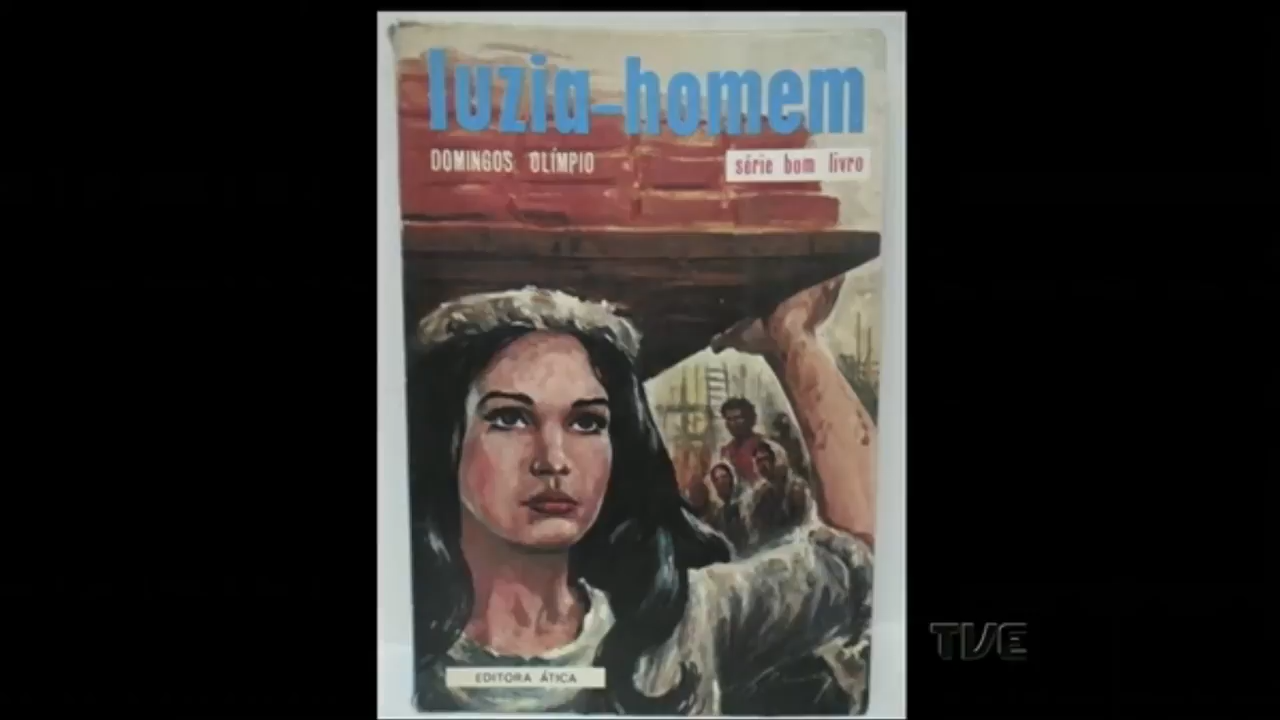 luzia-homem
DOMINGOS OLÍMPIO
série bom livro
EDITORA ÁTICA
TVE